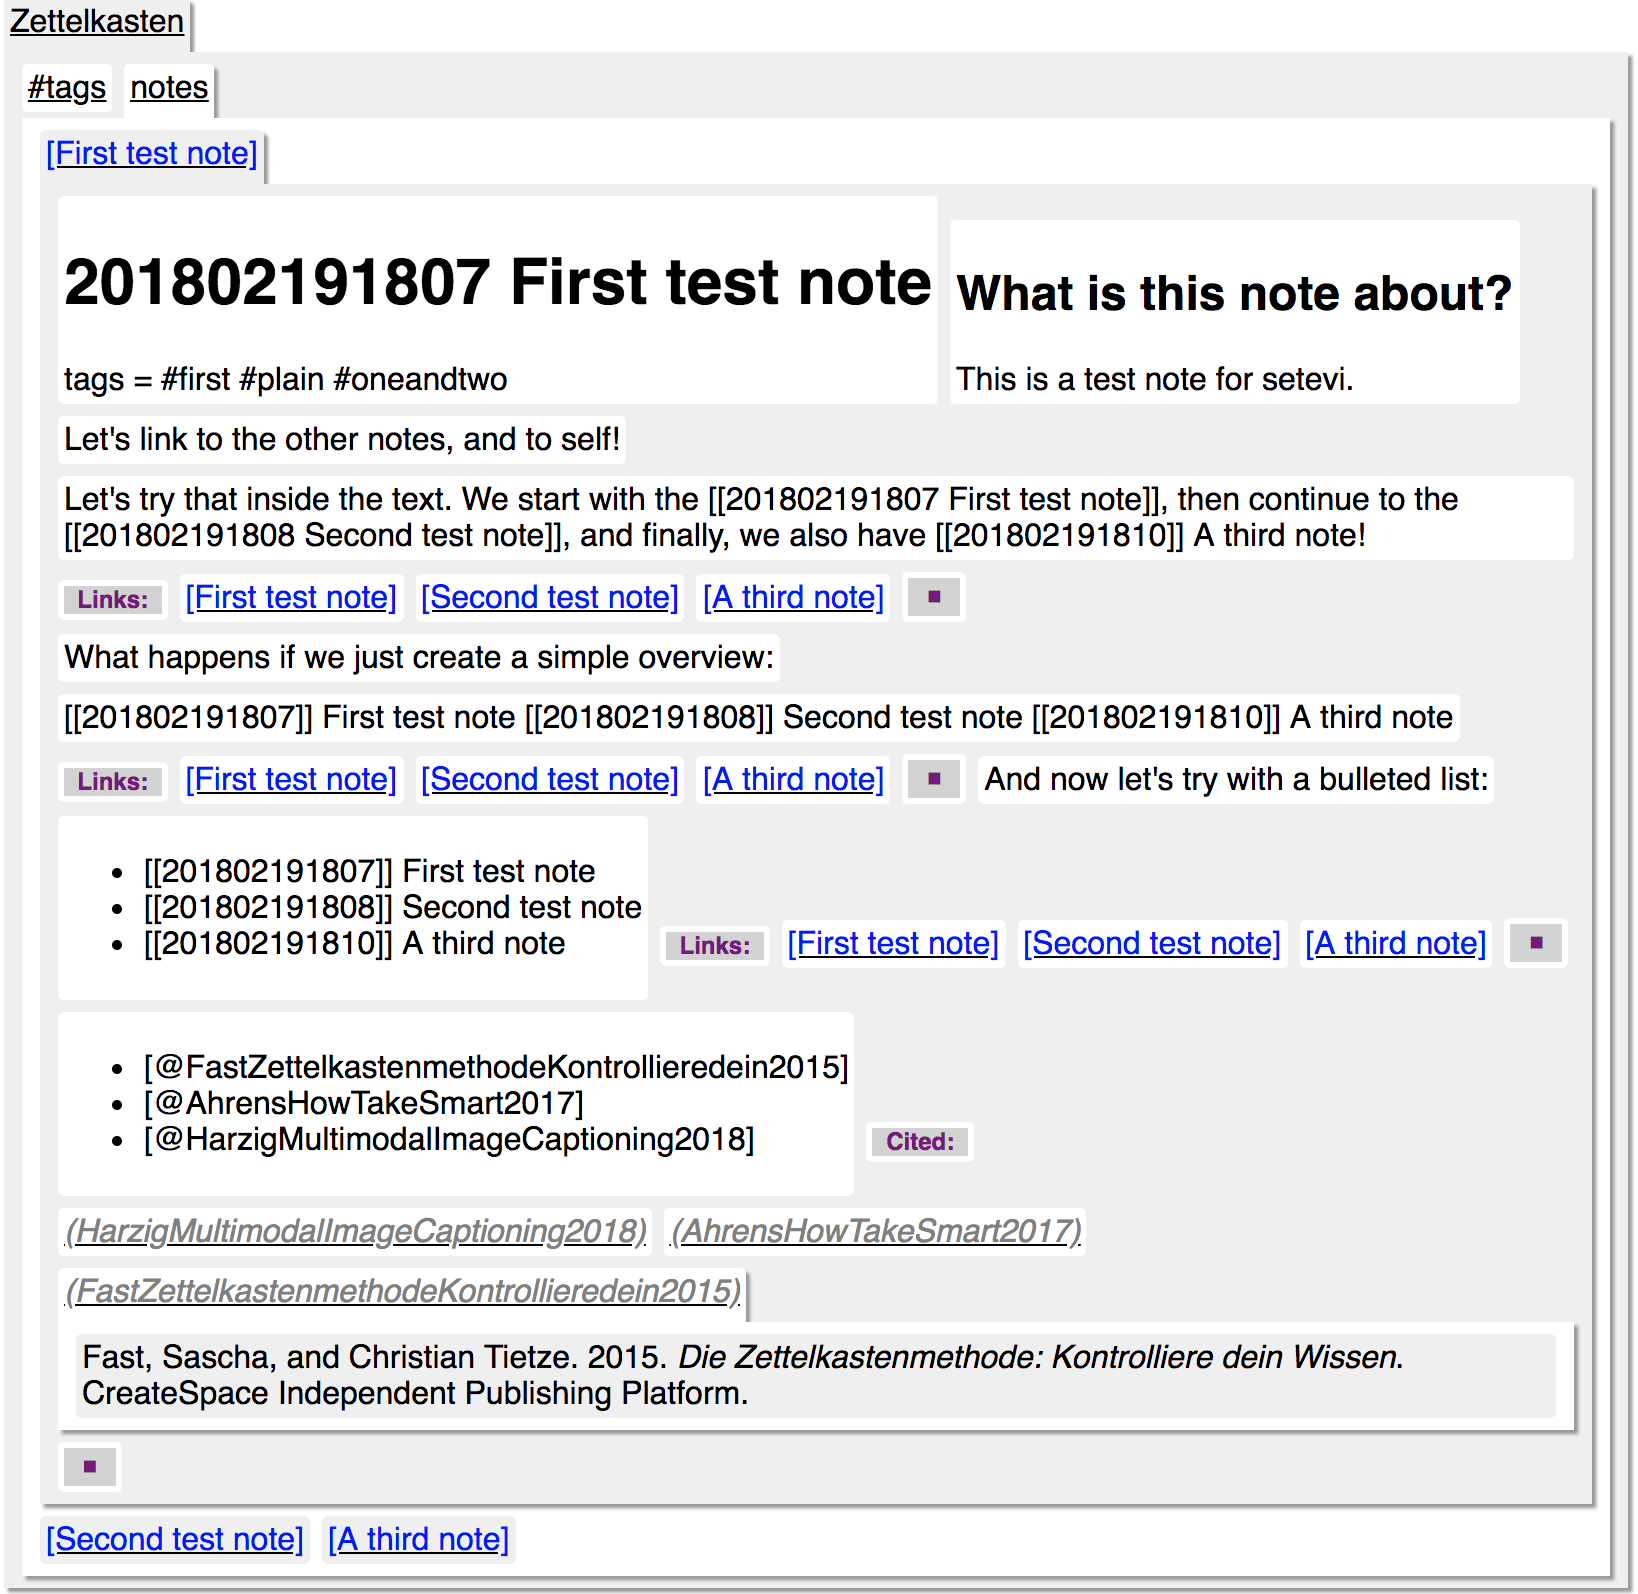 Zettelkasten
#tags notes
[First test note]
201802191807 First test note
tags = #first #plain #oneandtwo
What is this note about?
This is a test note for setevi.
Let's link to the other notes, and to self!
Let's try that inside the text. We start with the [[201802191807 First test note]], then continue to the
[[201802191808 Second test note]], and finally, we also have [[201802191810]] A third note!
Links: [First test note] [Second test note] [A third note] ▪
What happens if we just create a simple overview:
[[201802191807]] First test note [[201802191808]] Second test note [[201802191810]] A third note
Links: [First test note] [Second test note] [A third note] ▪ And now let's try with a bulleted list:
• [[201802191807]] First test note
• [[201802191808]] Second test note
• [[201802191810]] A third note
Links: [First test note] [Second test note] [A third note] ▪
• [@FastZettelkastenmethodeKontrollieredein2015]
• [@AhrensHowTakeSmart2017]
• [@HarzigMultimodalImageCaptioning2018]
Cited:
(HarzigMultimodalImageCaptioning2018) (AhrensHowTakeSmart2017)
(FastZettelkastenmethodeKontrollieredein2015)
Fast, Sascha, and Christian Tietze. 2015. Die Zettelkastenmethode: Kontrolliere dein Wissen.
CreateSpace Independent Publishing Platform.
▪
[Second test note] [A third note]